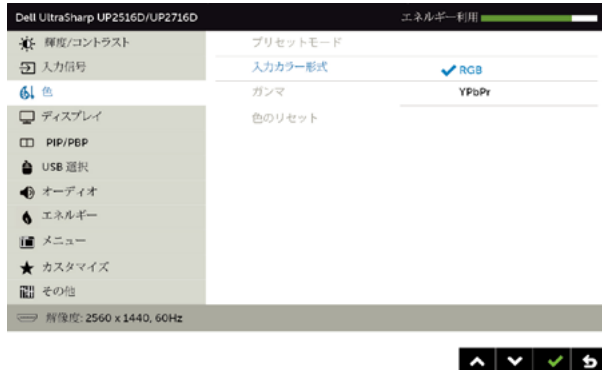 Dell UltraSharp UP2516D/UP2716D エネルギー利用
輝度/コントラスト プリセットモード
入力信号 入力カラー形式 RGB
色 ガンマ YPbPr
ディスプレイ 色のリセット
PIP/PBP
USB 選択
オーディオ
エネルギー
メニュー
カスタマイズ
その他
解像度: 2560 x 1440, 60Hz